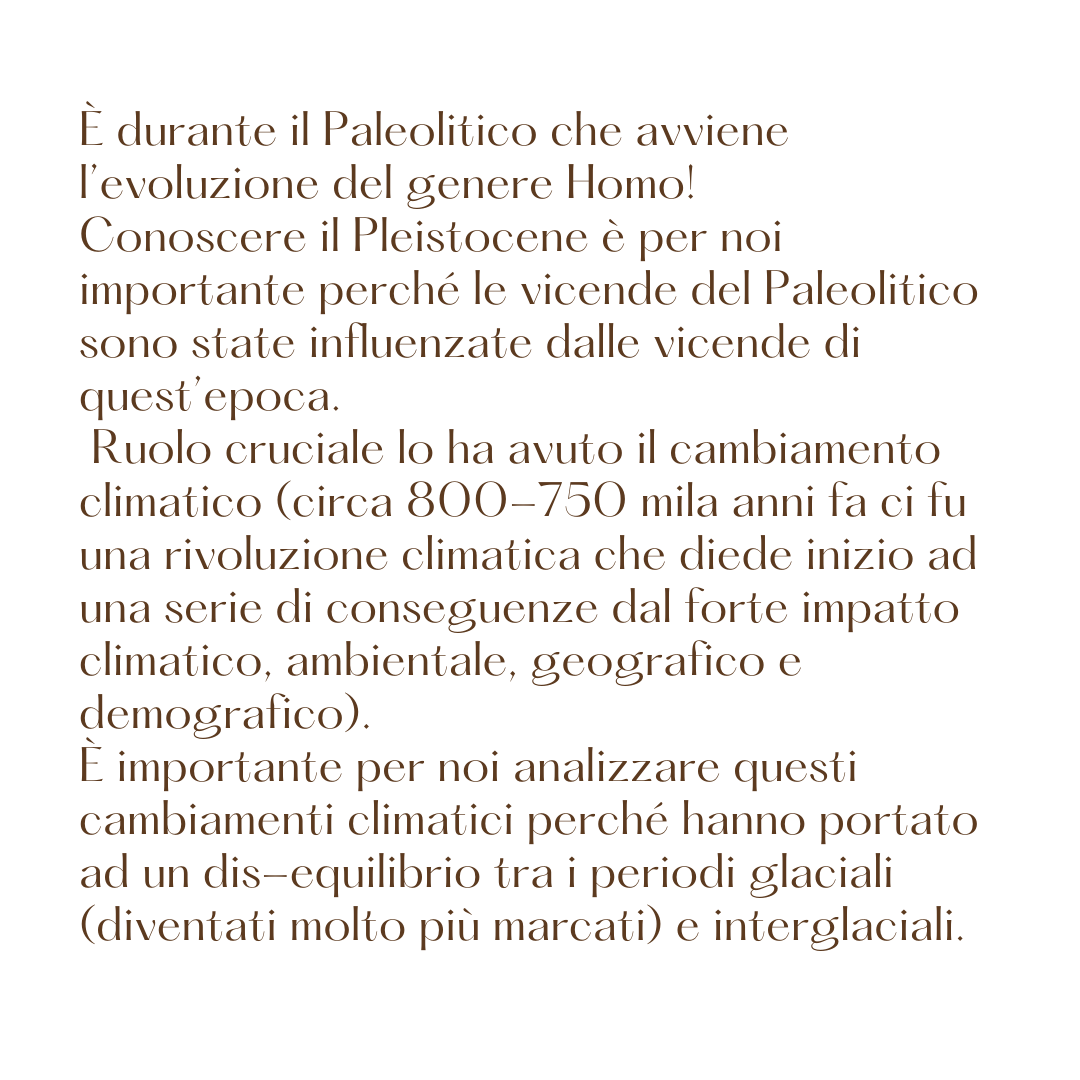 È durante il Paleolitico che avviene
l'evoluzione del genere Homo!
Conoscere il Pleistocene è per noi
importante perché le vicende del Paleolitico
sono state influenzate dalle vicende di
quest'epoca.
Ruolo cruciale lo ha avuto il cambiamento
climatico (circa 800-750 mila anni fa ci fu
una rivoluzione climatica che diede inizio ad
una serie di conseguenze dal forte impatto
climatico, ambientale, geografico e
demografico).
È importante per noi analizzare questi
cambiamenti climatici perché hanno portato
ad un dis-equilibrio tra i periodi glaciali
(diventati molto più marcati) e interglaciali.